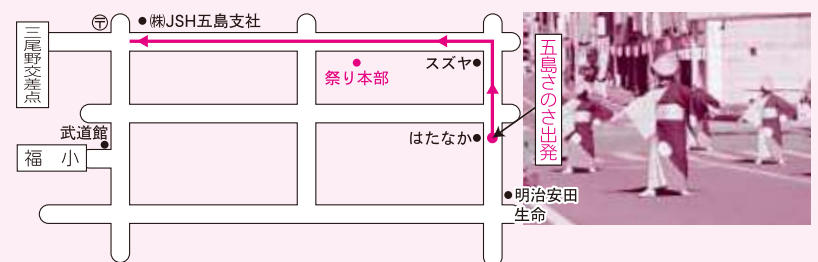 三尾野交差点
〶
㈱JSH五島支社
祭り本部
スズヤ
五島さのさ出発
武道館
はたなか
福 小
明治安田
生命